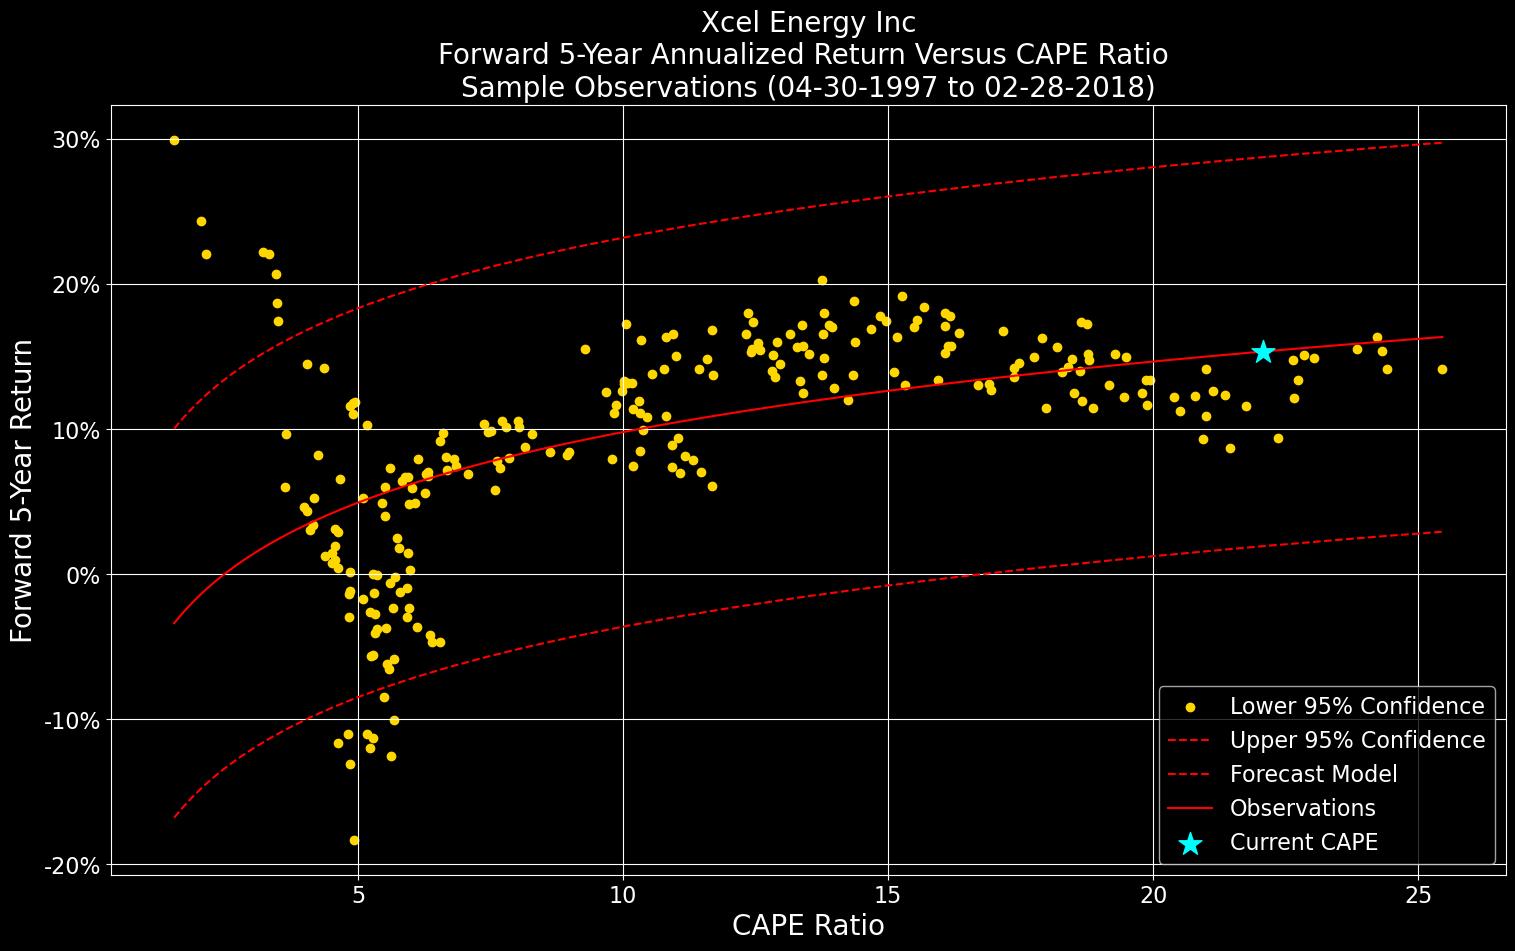 Xcel Energy Inc
Forward 5-Year Annualized Return Versus CAPE Ratio
Sample Observations (04-30-1997 to 02-28-2018)
Forward 5-Year Return
30%
20%
10%
0%
-10%
-20%
Lower 95% Confidence
Upper 95% Confidence
Forecast Model
Observations
Current CAPE
5
10
15
20
25
CAPE Ratio